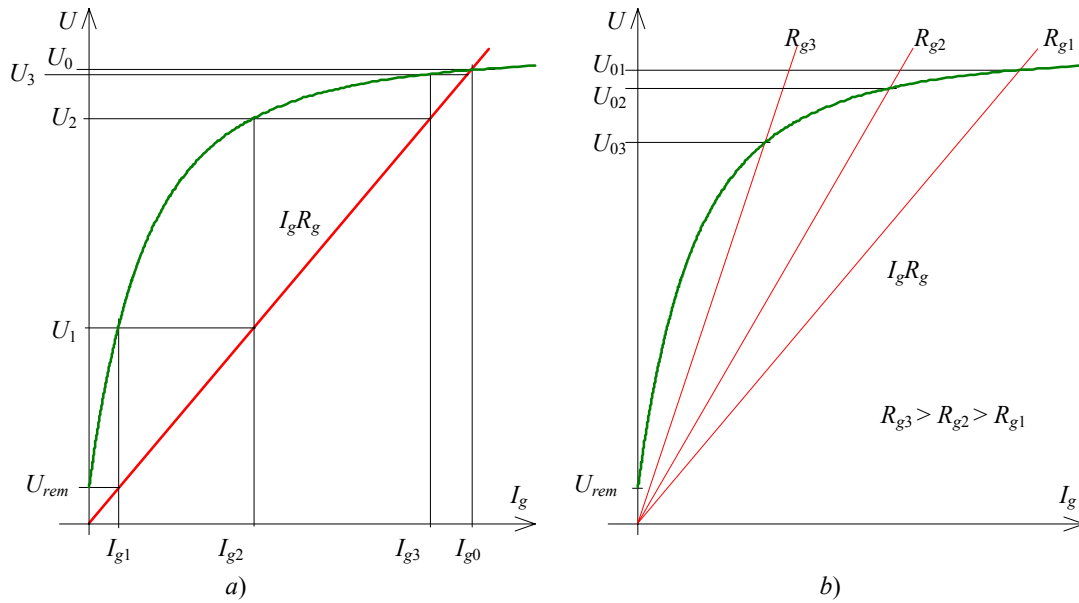 U
U0
U3
U2
IgRg
U1
Urem
Ig
Ig1 Ig2 Ig3 Ig0
a)
U
Rg3 Rg2 Rg1
U01
U02
U03
IgRg
Rg3 > Rg2 > Rg1
Urem
Ig
b)